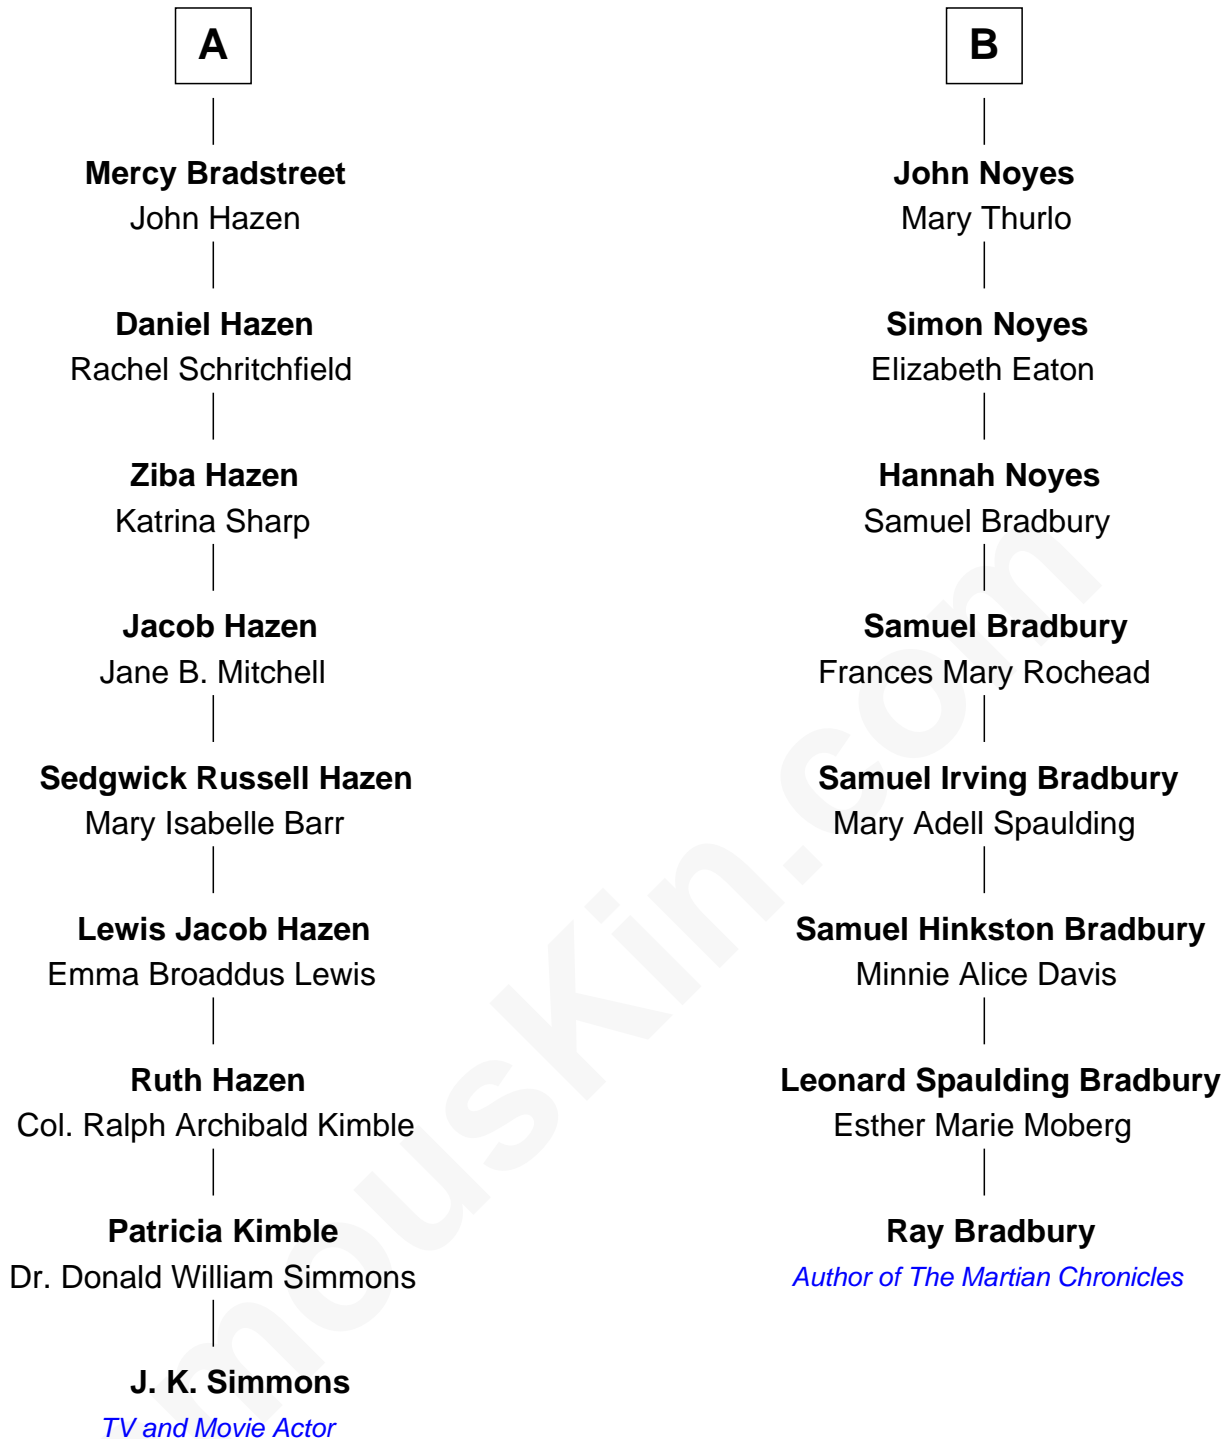 A
Mercy Bradstreet
John Hazen
Daniel Hazen
Rachel Schritchfield
Ziba Hazen
Katrina Sharp
Jacob Hazen
Jane B. Mitchell
Sedgwick Russell Hazen
Mary Isabelle Barr
Lewis Jacob Hazen
Emma Broaddus Lewis
Ruth Hazen
Col. Ralph Archibald Kimble
Patricia Kimble
Dr. Donald William Simmons
J. K. Simmons
TV and Movie Actor
B
John Noyes
Mary Thurlo
Simon Noyes
Elizabeth Eaton
Hannah Noyes
Samuel Bradbury
Samuel Bradbury
Frances Mary Rochead
Samuel Irving Bradbury
Mary Adell Spaulding
Samuel Hinkston Bradbury
Minnie Alice Davis
Leonard Spaulding Bradbury
Esther Marie Moberg
Ray Bradbury
Author of The Martian Chronicles
mousKin.com